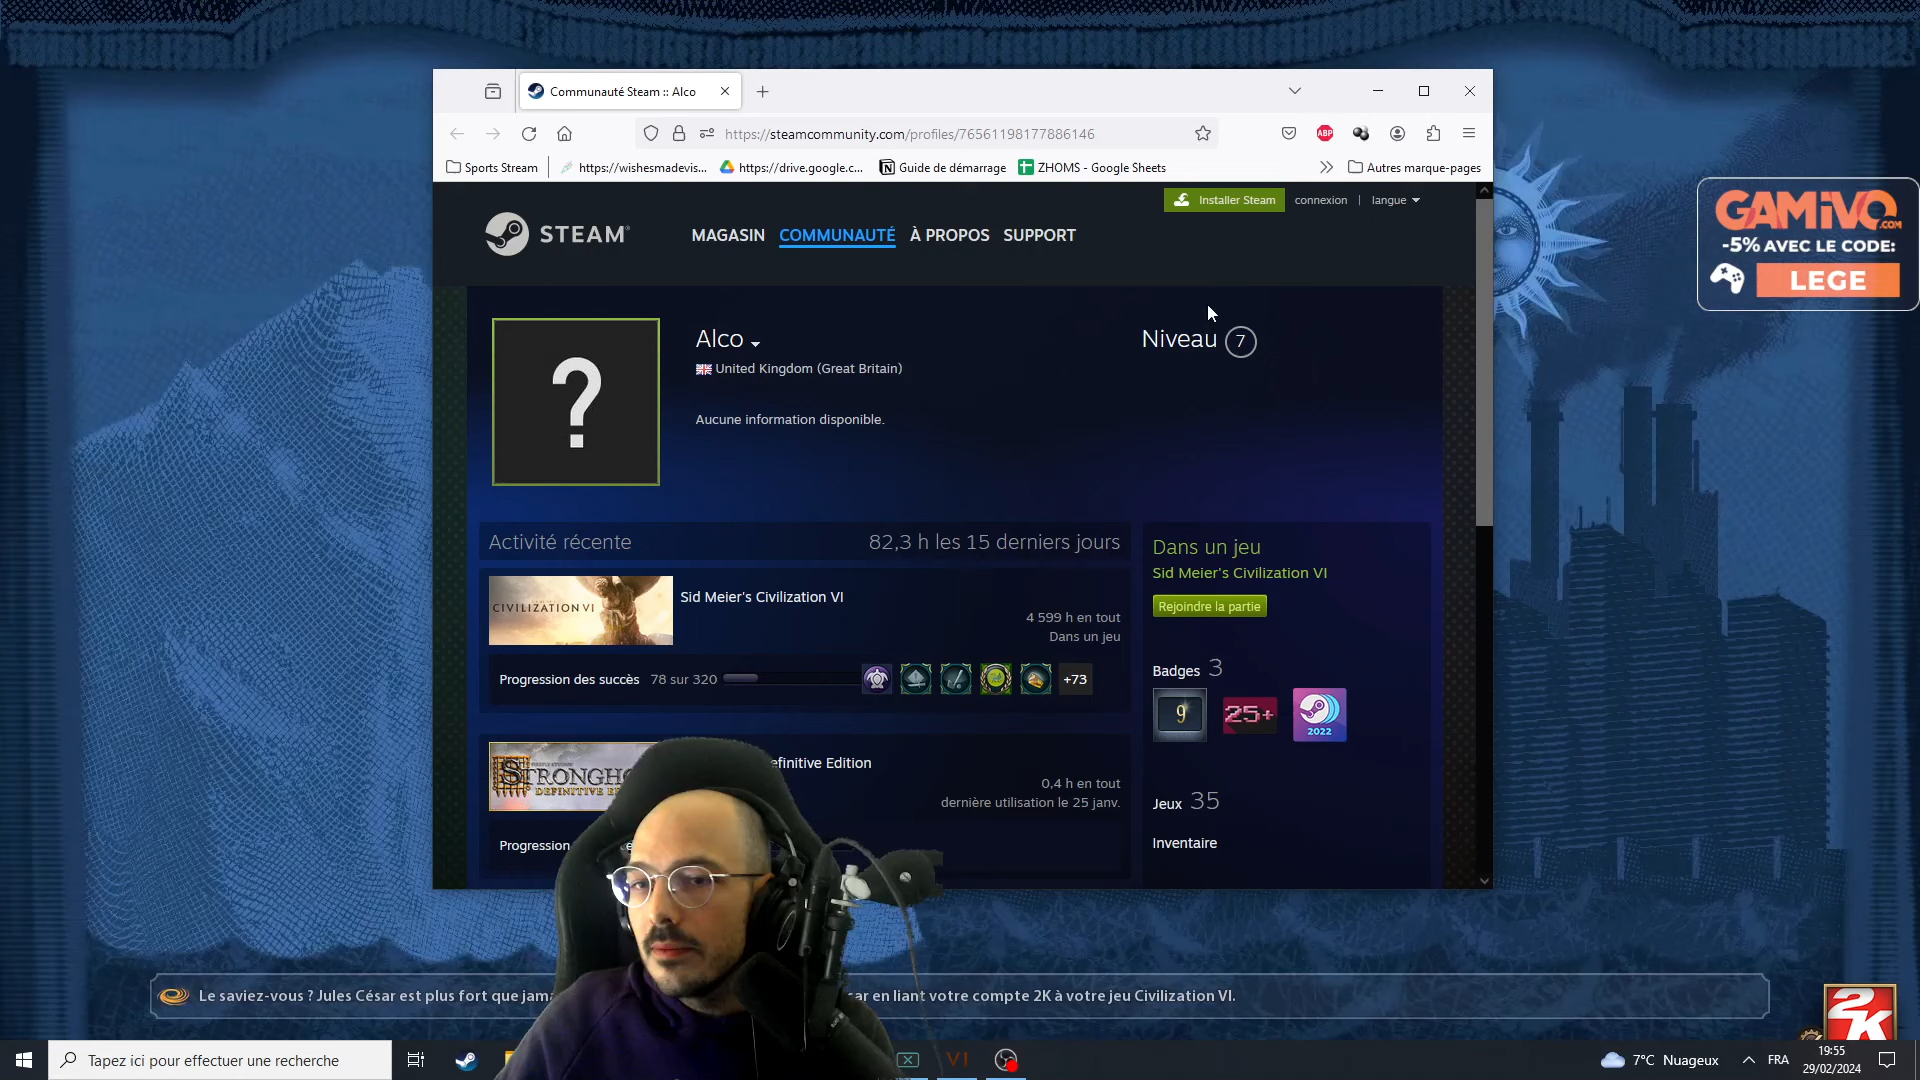 Communauté Steam :: Alco
https://steamcommunity.com/profiles/76561198177886146
ABP
Sports Stream
https://wishesmadevis...
https://drive.google.c...
Guide de démarrage
ZHOMS - Google Sheets
Autres marque-pages
Installer Steam
connexion
langue
STEAM
MAGASIN
COMMUNAUTÉ
À PROPOS
SUPPORT
GAMIVO.COM
-5% AVEC LE CODE:
LEGE
?
Alco
Niveau 7
United Kingdom (Great Britain)
Aucune information disponible.
Activité récente
82,3 h les 15 derniers jours
CIVILIZATION VI
Sid Meier's Civilization VI
4 599 h en tout
Dans un jeu
Progression des succès 78 sur 320
+73
DEFINITIVE EDITION
efinitive Edition
0,4 h en tout
dernière utilisation le 25 janv.
Progression
Dans un jeu
Sid Meier's Civilization VI
Rejoindre la partie
Badges 3
9
25+
2022
Jeux 35
Inventaire
Le saviez-vous ? Jules César est plus fort que jama
ar en liant votre compte 2K à votre jeu Civilization VI.
2K
Tapez ici pour effectuer une recherche
VI
7°C Nuageux
FRA
19:55
29/02/2024